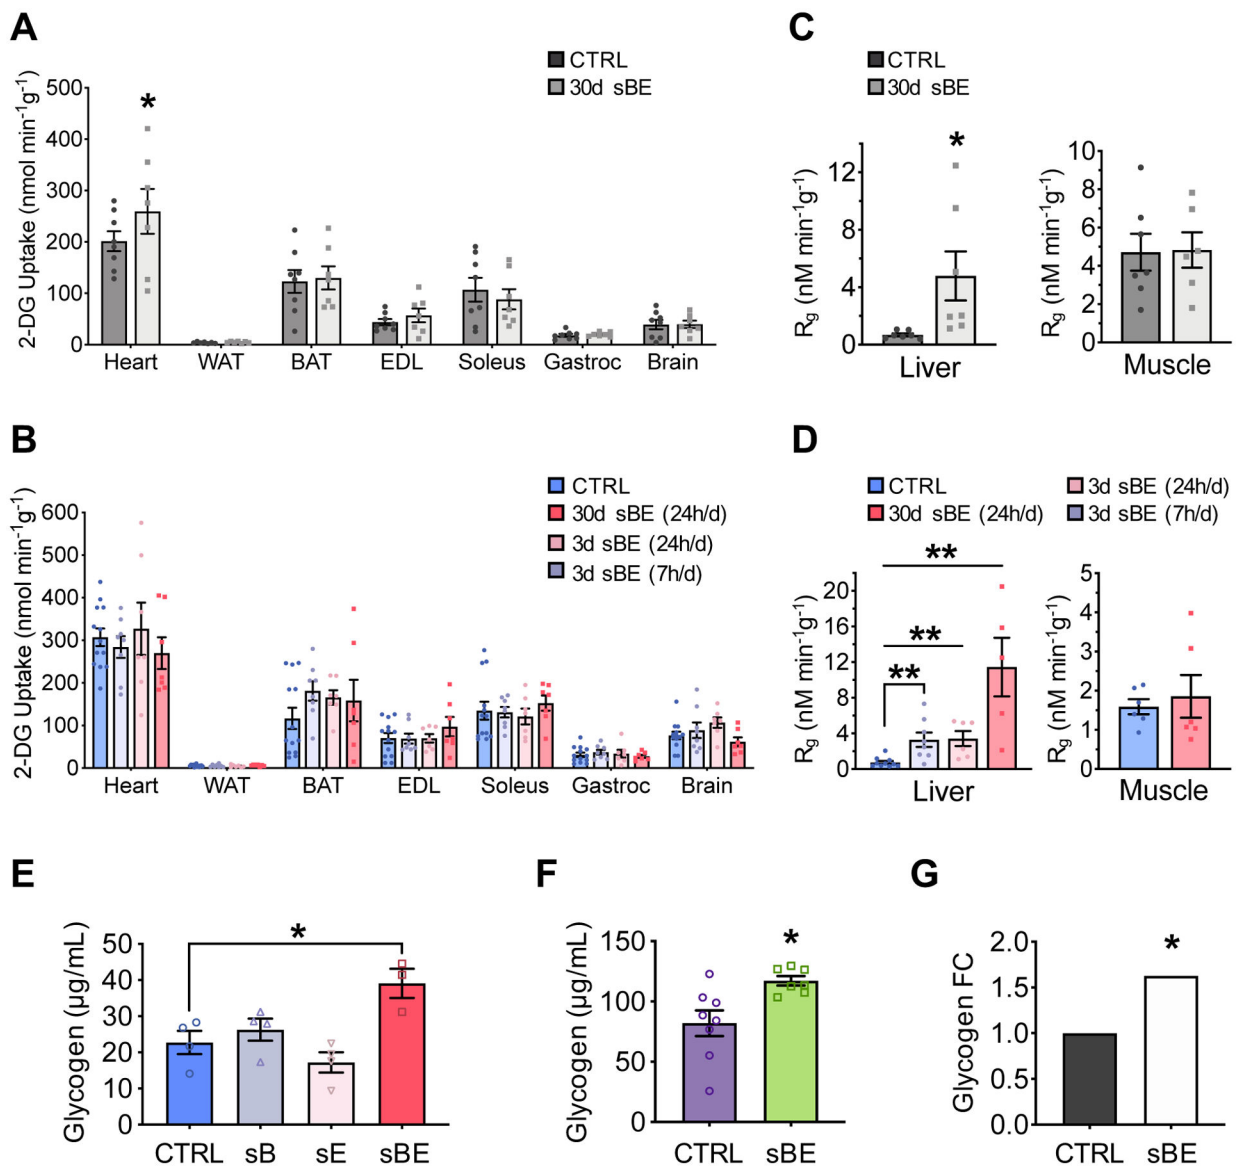 A
CTRL
30d sBE
2-DG Uptake (nmol min⁻¹g⁻¹)
500
400
300
200
100
0
*
Heart WAT BAT EDL Soleus Gastroc Brain
C
CTRL
30d sBE
Rg (nM min⁻¹g⁻¹)
12
8
4
0
*
Liver
Rg (nM min⁻¹g⁻¹)
10
8
6
4
2
0
Muscle
B
CTRL
30d sBE (24h/d)
3d sBE (24h/d)
3d sBE (7h/d)
2-DG Uptake (nmol min⁻¹g⁻¹)
600
500
400
300
200
100
0
Heart WAT BAT EDL Soleus Gastroc Brain
D
CTRL 3d sBE (24h/d)
30d sBE (24h/d) 3d sBE (7h/d)
Rg (nM min⁻¹g⁻¹)
20
16
12
8
4
0
**
**
**
Liver
Rg (nM min⁻¹g⁻¹)
5
4
3
2
1
0
Muscle
E
Glycogen (µg/mL)
50
40
30
20
10
0
*
CTRL sB sE sBE
F
Glycogen (µg/mL)
150
100
50
0
*
CTRL sBE
G
Glycogen FC
2.0
1.5
1.0
0.5
0.0
*
CTRL sBE